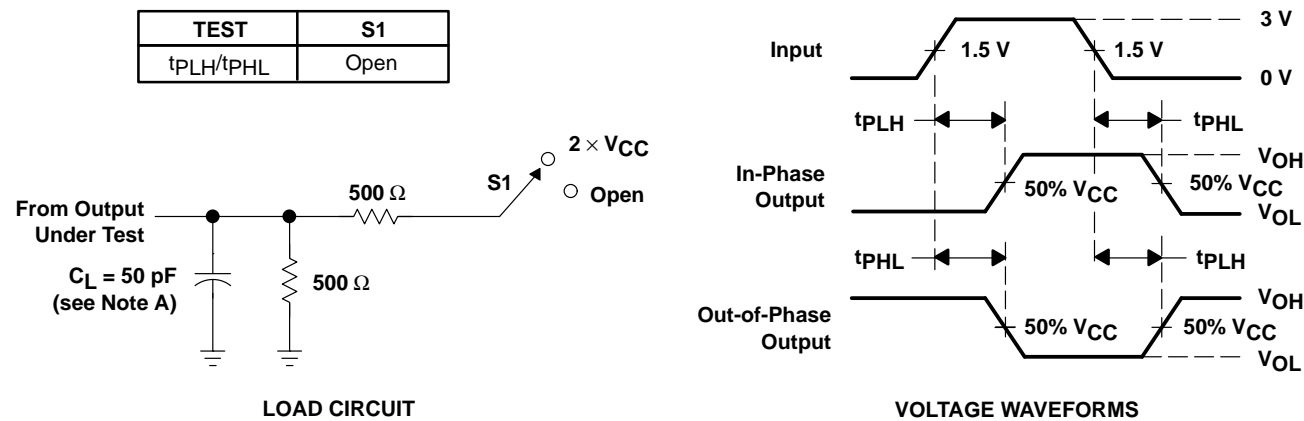 TEST S1
tPLH/tPHL Open
2 × VCC
S1
Open
500 Ω
From Output
Under Test
CL = 50 pF
(see Note A)
500 Ω
LOAD CIRCUIT
3 V
Input
1.5 V
1.5 V
0 V
tPLH
tPHL
VOH
In-Phase
Output
50% VCC
50% VCC
VOL
tPHL
tPLH
VOH
Out-of-Phase
Output
50% VCC
50% VCC
VOL
VOLTAGE WAVEFORMS